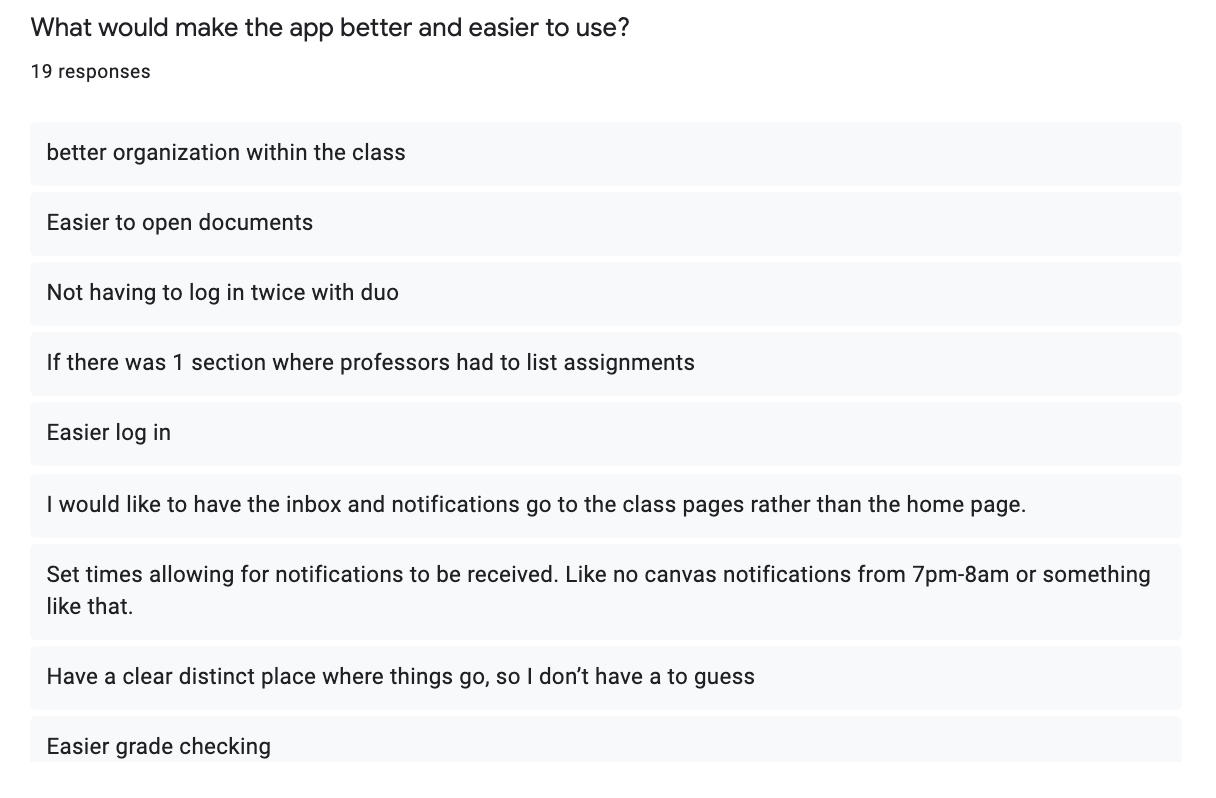 What would make the app better and easier to use?
19 responses
better organization within the class
Easier to open documents
Not having to log in twice with duo
If there was 1 section where professors had to list assignments
Easier log in
I would like to have the inbox and notifications go to the class pages rather than the home page.
Set times allowing for notifications to be received. Like no canvas notifications from 7pm-8am or something
like that.
Have a clear distinct place where things go, so I don’t have a to guess
Easier grade checking